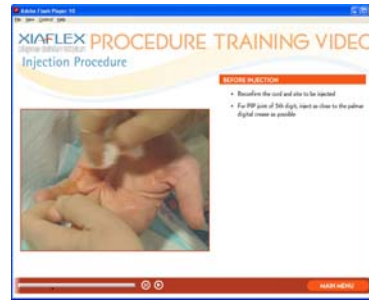 Adobe Flash Player 10
File View Control Help
XIAFLEX PROCEDURE TRAINING VIDEO
Injection Procedure
BEFORE INJECTION
• Reconfirm the cord and site to be injected
• For PIP joint of 5th digit, inject as close to the palmar
digital crease as possible
MAIN MENU